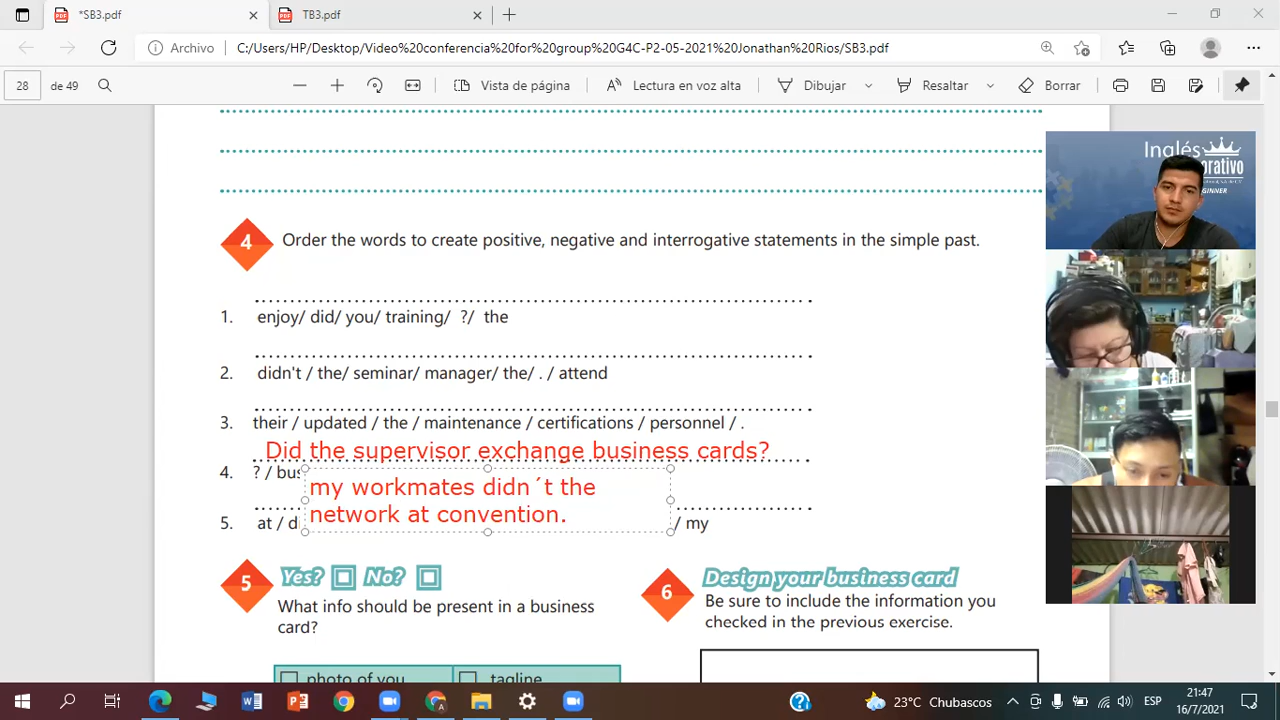 *SB3.pdf
TB3.pdf
Archivo C:/Users/HP/Desktop/Video%20conferencia%20for%20group%20G4C-P2-05-2021%20Jonathan%20Rios/SB3.pdf
28 de 49 Vista de página Lectura en voz alta Dibujar Resaltar Borrar
Inglés
orativo
GINNER
4 Order the words to create positive, negative and interrogative statements in the simple past.
1. enjoy/ did/ you/ training/ ?/ the
2. didn't / the/ seminar/ manager/ the/ . / attend
3. their / updated / the / maintenance / certifications / personnel / .
Did the supervisor exchange business cards?
4. ? / bus
my workmates didn´t the
network at convention.
5. at / d / my
5 Yes? No?
What info should be present in a business
card?
photo of you tagline
6 Design your business card
Be sure to include the information you
checked in the previous exercise.
23°C Chubascos ESP 21:47
16/7/2021